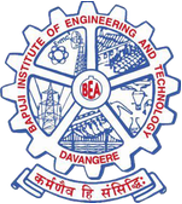 BAPUJI INSTITUTE OF ENGINEERING AND TECHNOLOGY
BEA
DAVANGERE
कर्मणैव हि संसिद्धिः